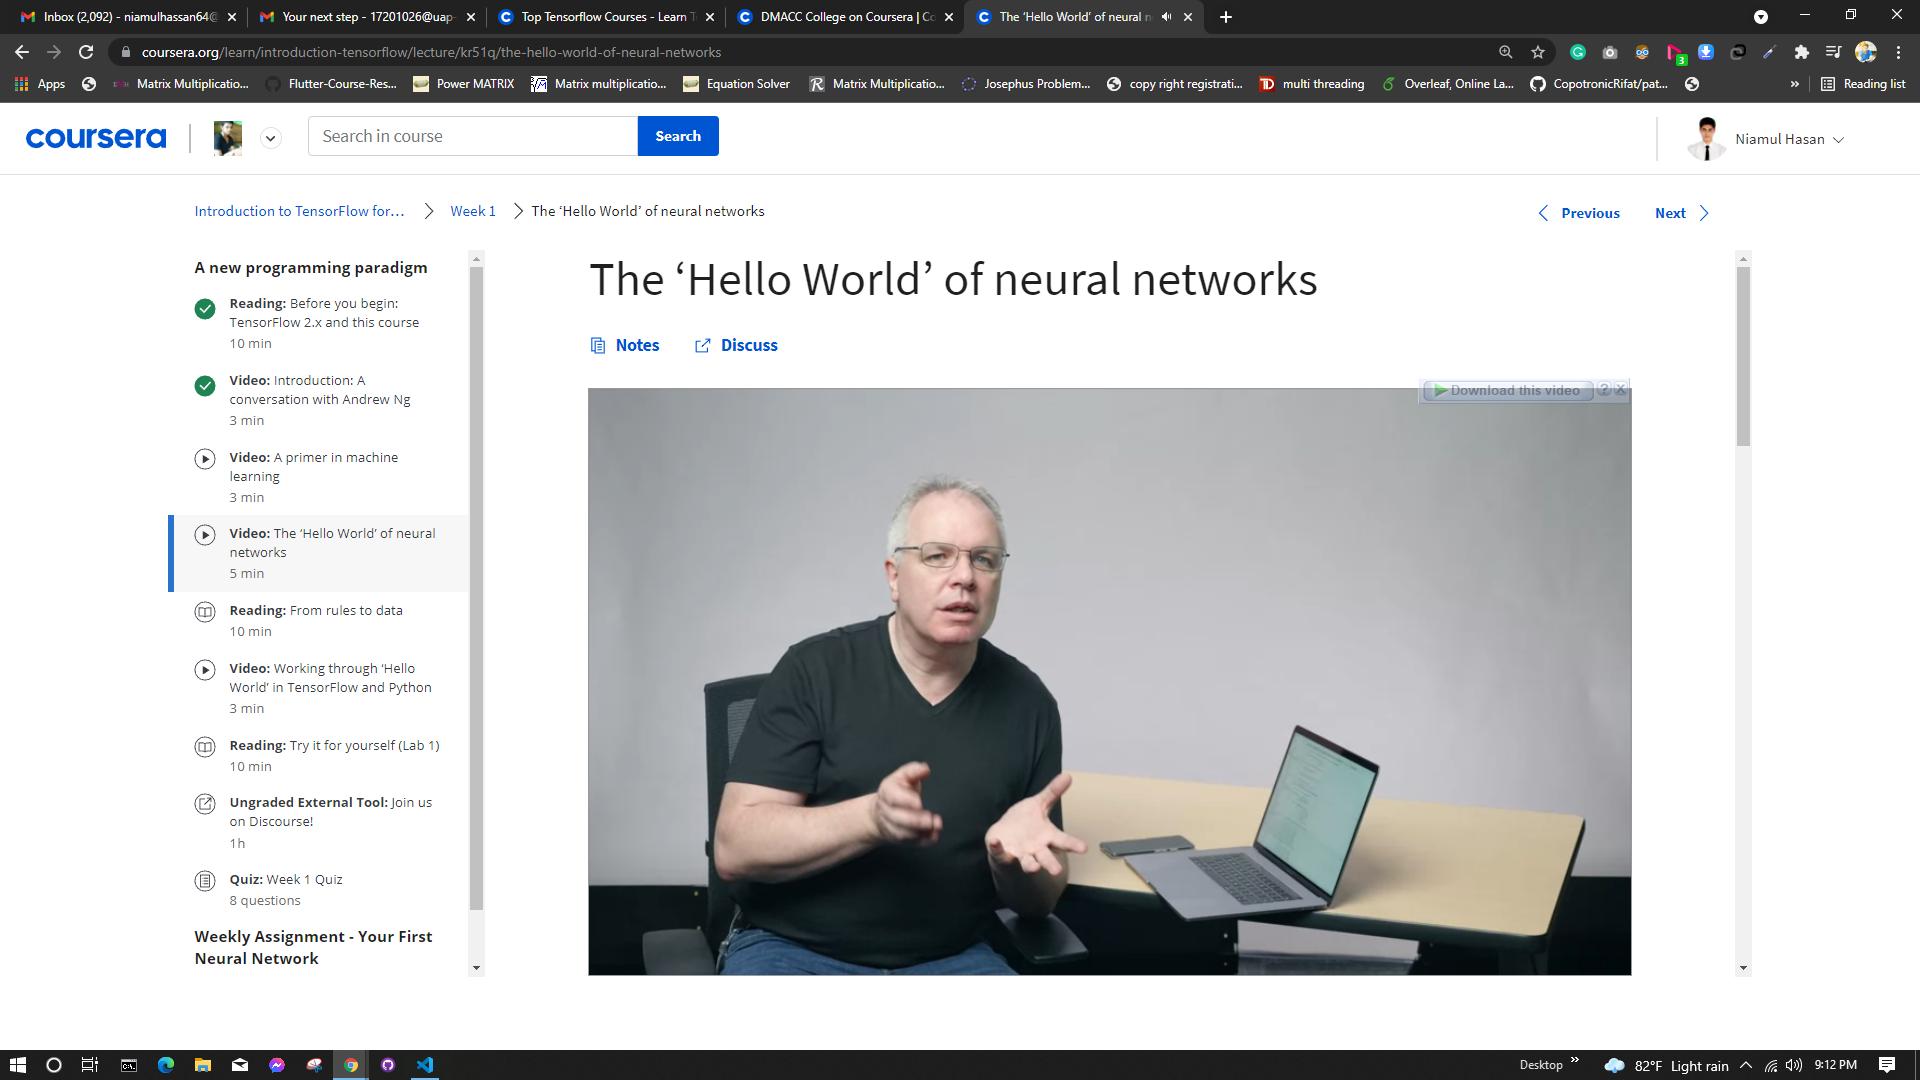 Inbox (2,092) - niamulhassan64@
Your next step - 17201026@uap-
Top Tensorflow Courses - Learn T
DMACC College on Coursera | Co
The 'Hello World' of neural n
coursera.org/learn/introduction-tensorflow/lecture/kr51q/the-hello-world-of-neural-networks
3
Apps
Matrix Multiplicatio...
Flutter-Course-Res...
Power MATRIX
Matrix multiplicatio...
Equation Solver
Matrix Multiplicatio...
Josephus Problem...
copy right registrati...
multi threading
Overleaf, Online La...
CopotronicRifat/pat...
»
Reading list
coursera
Search in course
Search
Niamul Hasan
Introduction to TensorFlow for...
Week 1
The ‘Hello World’ of neural networks
Previous
Next
A new programming paradigm
Reading: Before you begin:
TensorFlow 2.x and this course
10 min
Video: Introduction: A
conversation with Andrew Ng
3 min
Video: A primer in machine
learning
3 min
Video: The ‘Hello World’ of neural
networks
5 min
Reading: From rules to data
10 min
Video: Working through ‘Hello
World’ in TensorFlow and Python
3 min
Reading: Try it for yourself (Lab 1)
10 min
Ungraded External Tool: Join us
on Discourse!
1h
Quiz: Week 1 Quiz
8 questions
Weekly Assignment - Your First
Neural Network
The ‘Hello World’ of neural networks
Notes
Discuss
Download this video ? X
Desktop »
82°F Light rain
9:12 PM